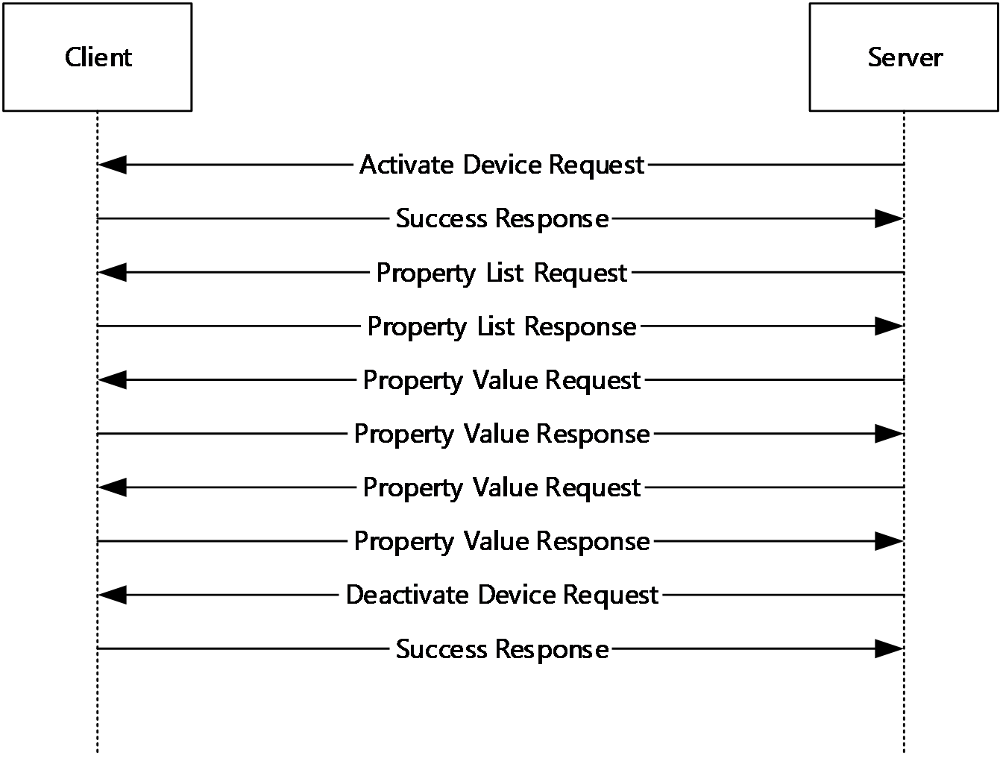 Client
Server
Activate Device Request
Success Response
Property List Request
Property List Response
Property Value Request
Property Value Response
Property Value Request
Property Value Response
Deactivate Device Request
Success Response